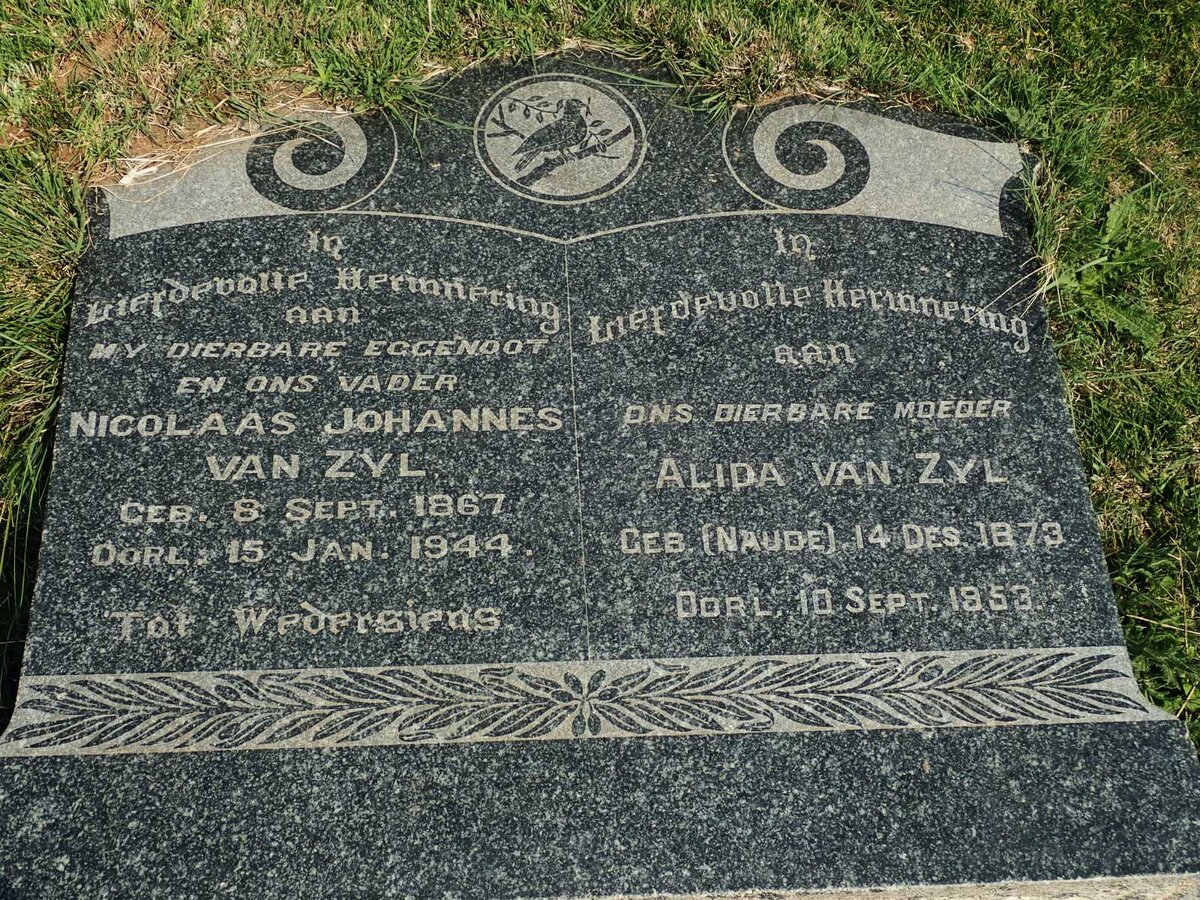 In
Liefdevolle Herinnering
aan
MY DIERBARE EGGENOOT
EN ONS VADER
NICOLAAS JOHANNES
VAN ZYL
GEB. 8 SEPT. 1867
OORL. 15 JAN. 1944.
Tot Wedersiens.
In
Liefdevolle Herinnering
aan
ONS DIERBARE MOEDER
ALIDA VAN ZYL
GEB. (NAUDE). 14 DES. 1873
OORL. 10 SEPT. 1953.